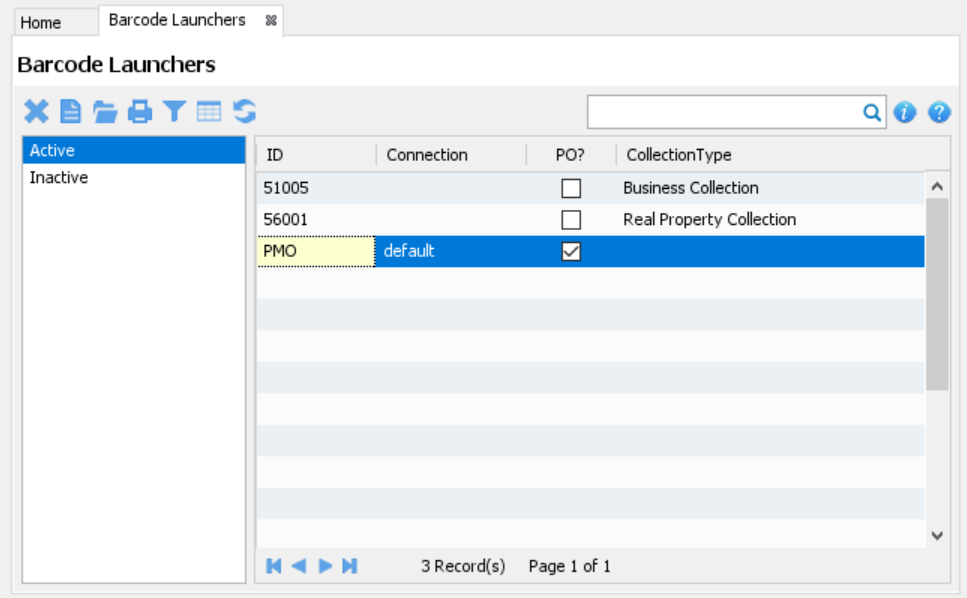 Home Barcode Launchers
Barcode Launchers
Active
Inactive
ID Connection PO? CollectionType
51005 Business Collection
56001 Real Property Collection
PMO default
3 Record(s) Page 1 of 1